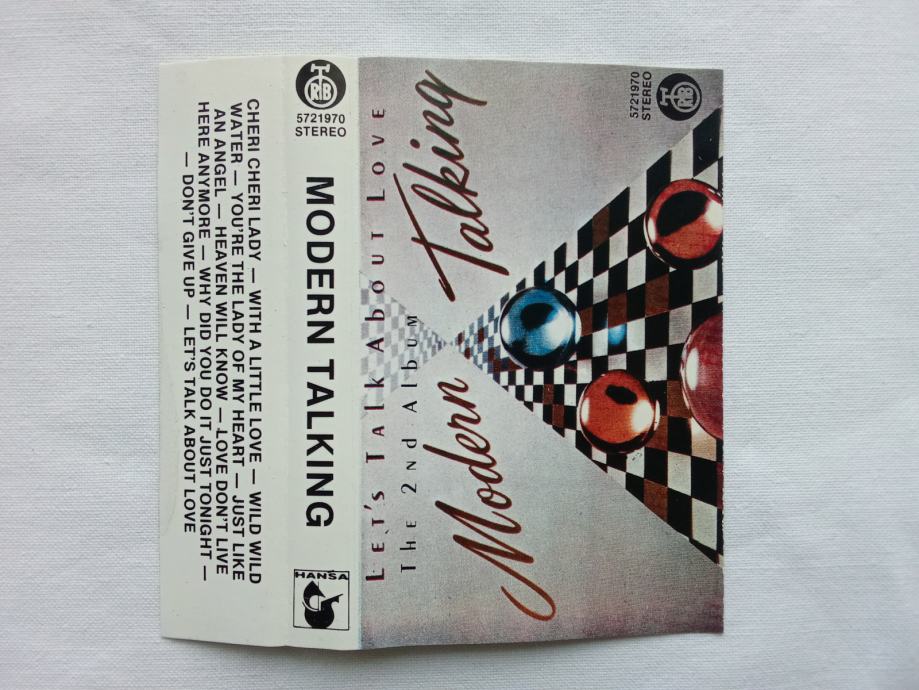 CHERI CHERI LADY — WITH A LITTLE LOVE — WILD WILD
WATER — YOU'RE THE LADY OF MY HEART — JUST LIKE
AN ANGEL — HEAVEN WILL KNOW — LOVE DON'T LIVE
HERE ANYMORE — WHY DID YOU DO IT JUST TONIGHT —
— DON'T GIVE UP — LET'S TALK ABOUT LOVE
RTB
5721970
STEREO
MODERN TALKING
HANSA
LET'S TALK ABOUT LOVE
THE 2ND ALBUM
Modern Talking
RTB
5721970
STEREO